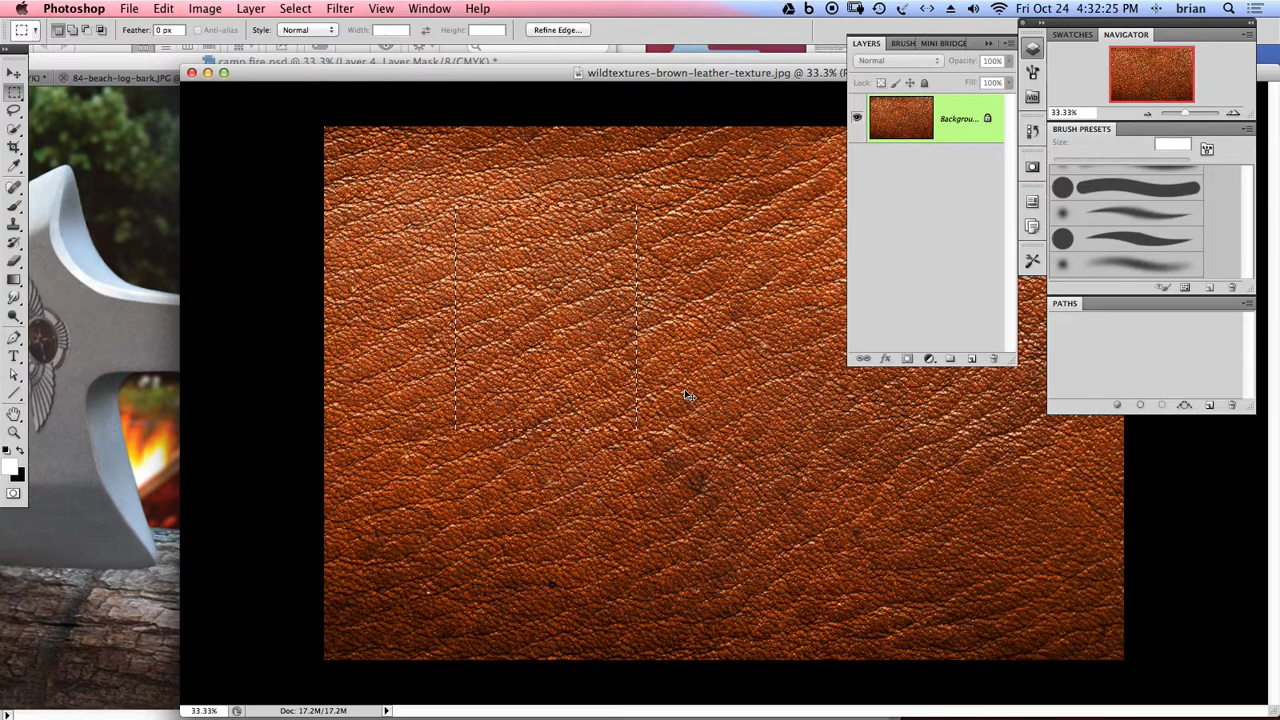 Photoshop File Edit Image Layer Select Filter View Window Help Fri Oct 24 4:32:25 PM brian
Feather: 0 px Anti-alias Style: Normal Width: Height: Refine Edge...
camp fire.psd @ 33.3% (Layer 4, Layer Mask/8/CMYK) *
/CMYK) * 84-beach-log-bark.JPG @
wildtextures-brown-leather-texture.jpg @ 33.3% (R
LAYERS BRUSH MINI BRIDGE
Normal Opacity: 100%
Lock: Fill: 100%
Backgrou...
SWATCHES NAVIGATOR
33.33%
BRUSH PRESETS
Size:
Mb
PATHS
33.33% Doc: 17.2M/17.2M